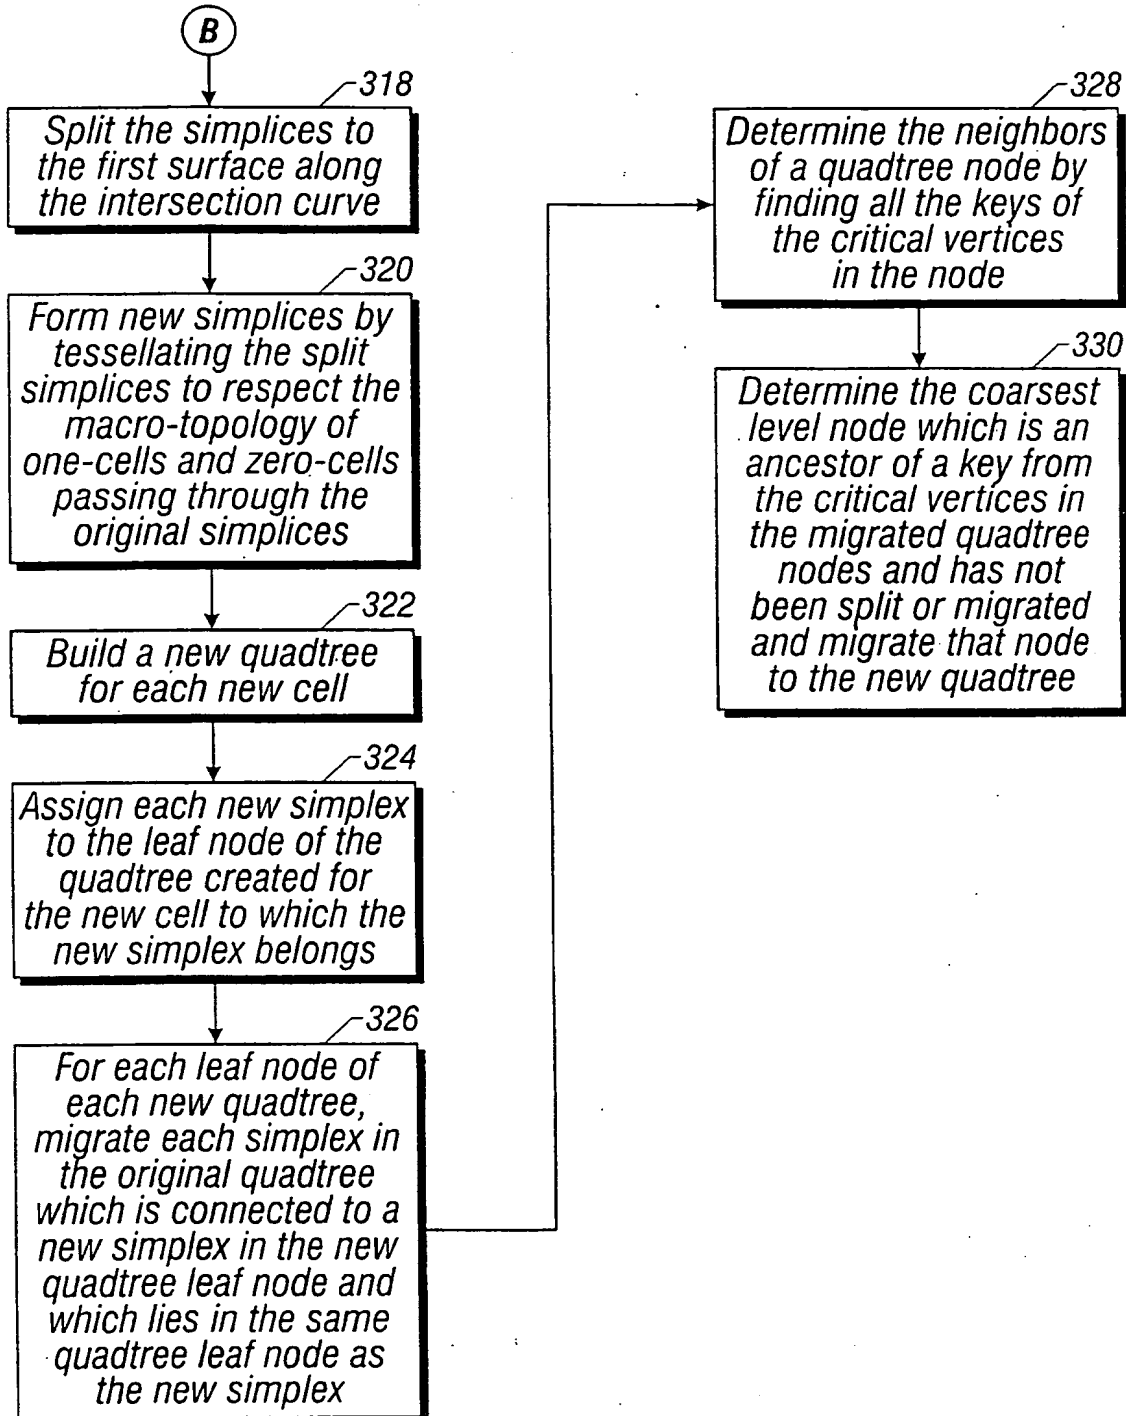 B
318
Split the simplices to
the first surface along
the intersection curve
320
Form new simplices by
tessellating the split
simplices to respect the
macro-topology of
one-cells and zero-cells
passing through the
original simplices
322
Build a new quadtree
for each new cell
324
Assign each new simplex
to the leaf node of the
quadtree created for
the new cell to which the
new simplex belongs
326
For each leaf node of
each new quadtree,
migrate each simplex in
the original quadtree
which is connected to a
new simplex in the new
quadtree leaf node and
which lies in the same
quadtree leaf node as
the new simplex
328
Determine the neighbors
of a quadtree node by
finding all the keys of
the critical vertices
in the node
330
Determine the coarsest
level node which is an
ancestor of a key from
the critical vertices in
the migrated quadtree
nodes and has not
been split or migrated
and migrate that node
to the new quadtree